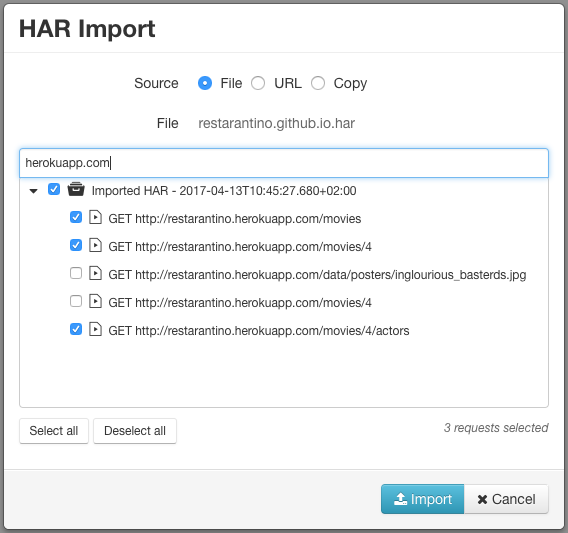 HAR Import
Source File URL Copy
File restarantino.github.io.har
herokuapp.com
Imported HAR - 2017-04-13T10:45:27.680+02:00
GET http://restarantino.herokuapp.com/movies
GET http://restarantino.herokuapp.com/movies/4
GET http://restarantino.herokuapp.com/data/posters/inglourious_basterds.jpg
GET http://restarantino.herokuapp.com/movies/4
GET http://restarantino.herokuapp.com/movies/4/actors
Select all Deselect all 3 requests selected
Import Cancel